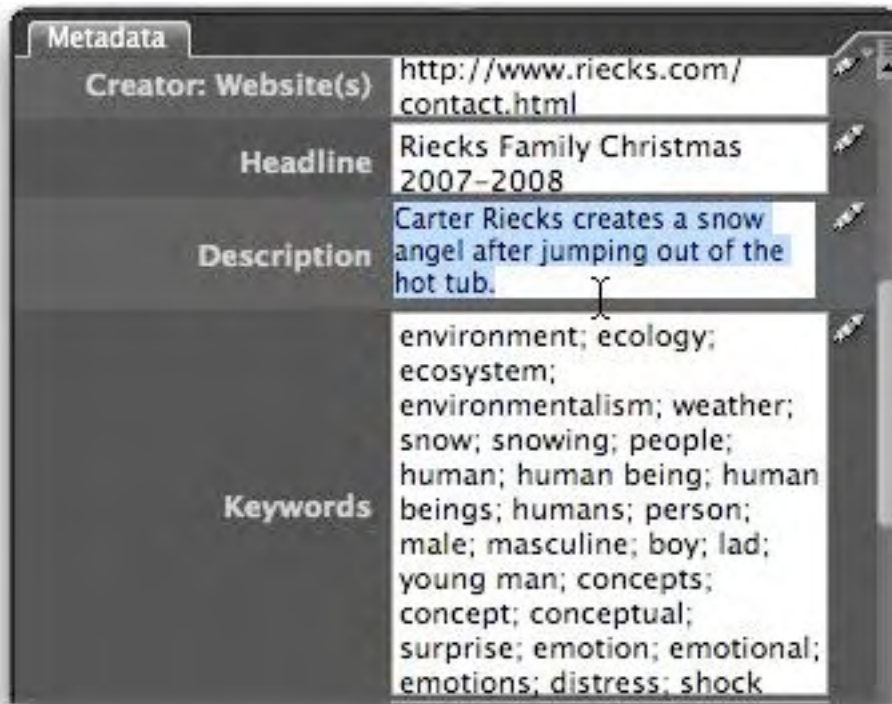 Metadata
Creator: Website(s)
http://www.riecks.com/
contact.html
Headline
Riecks Family Christmas
2007-2008
Description
Carter Riecks creates a snow
angel after jumping out of the
hot tub.
Keywords
environment; ecology;
ecosystem;
environmentalism; weather;
snow; snowing; people;
human; human being; human
beings; humans; person;
male; masculine; boy; lad;
young man; concepts;
concept; conceptual;
surprise; emotion; emotional;
emotions; distress; shock